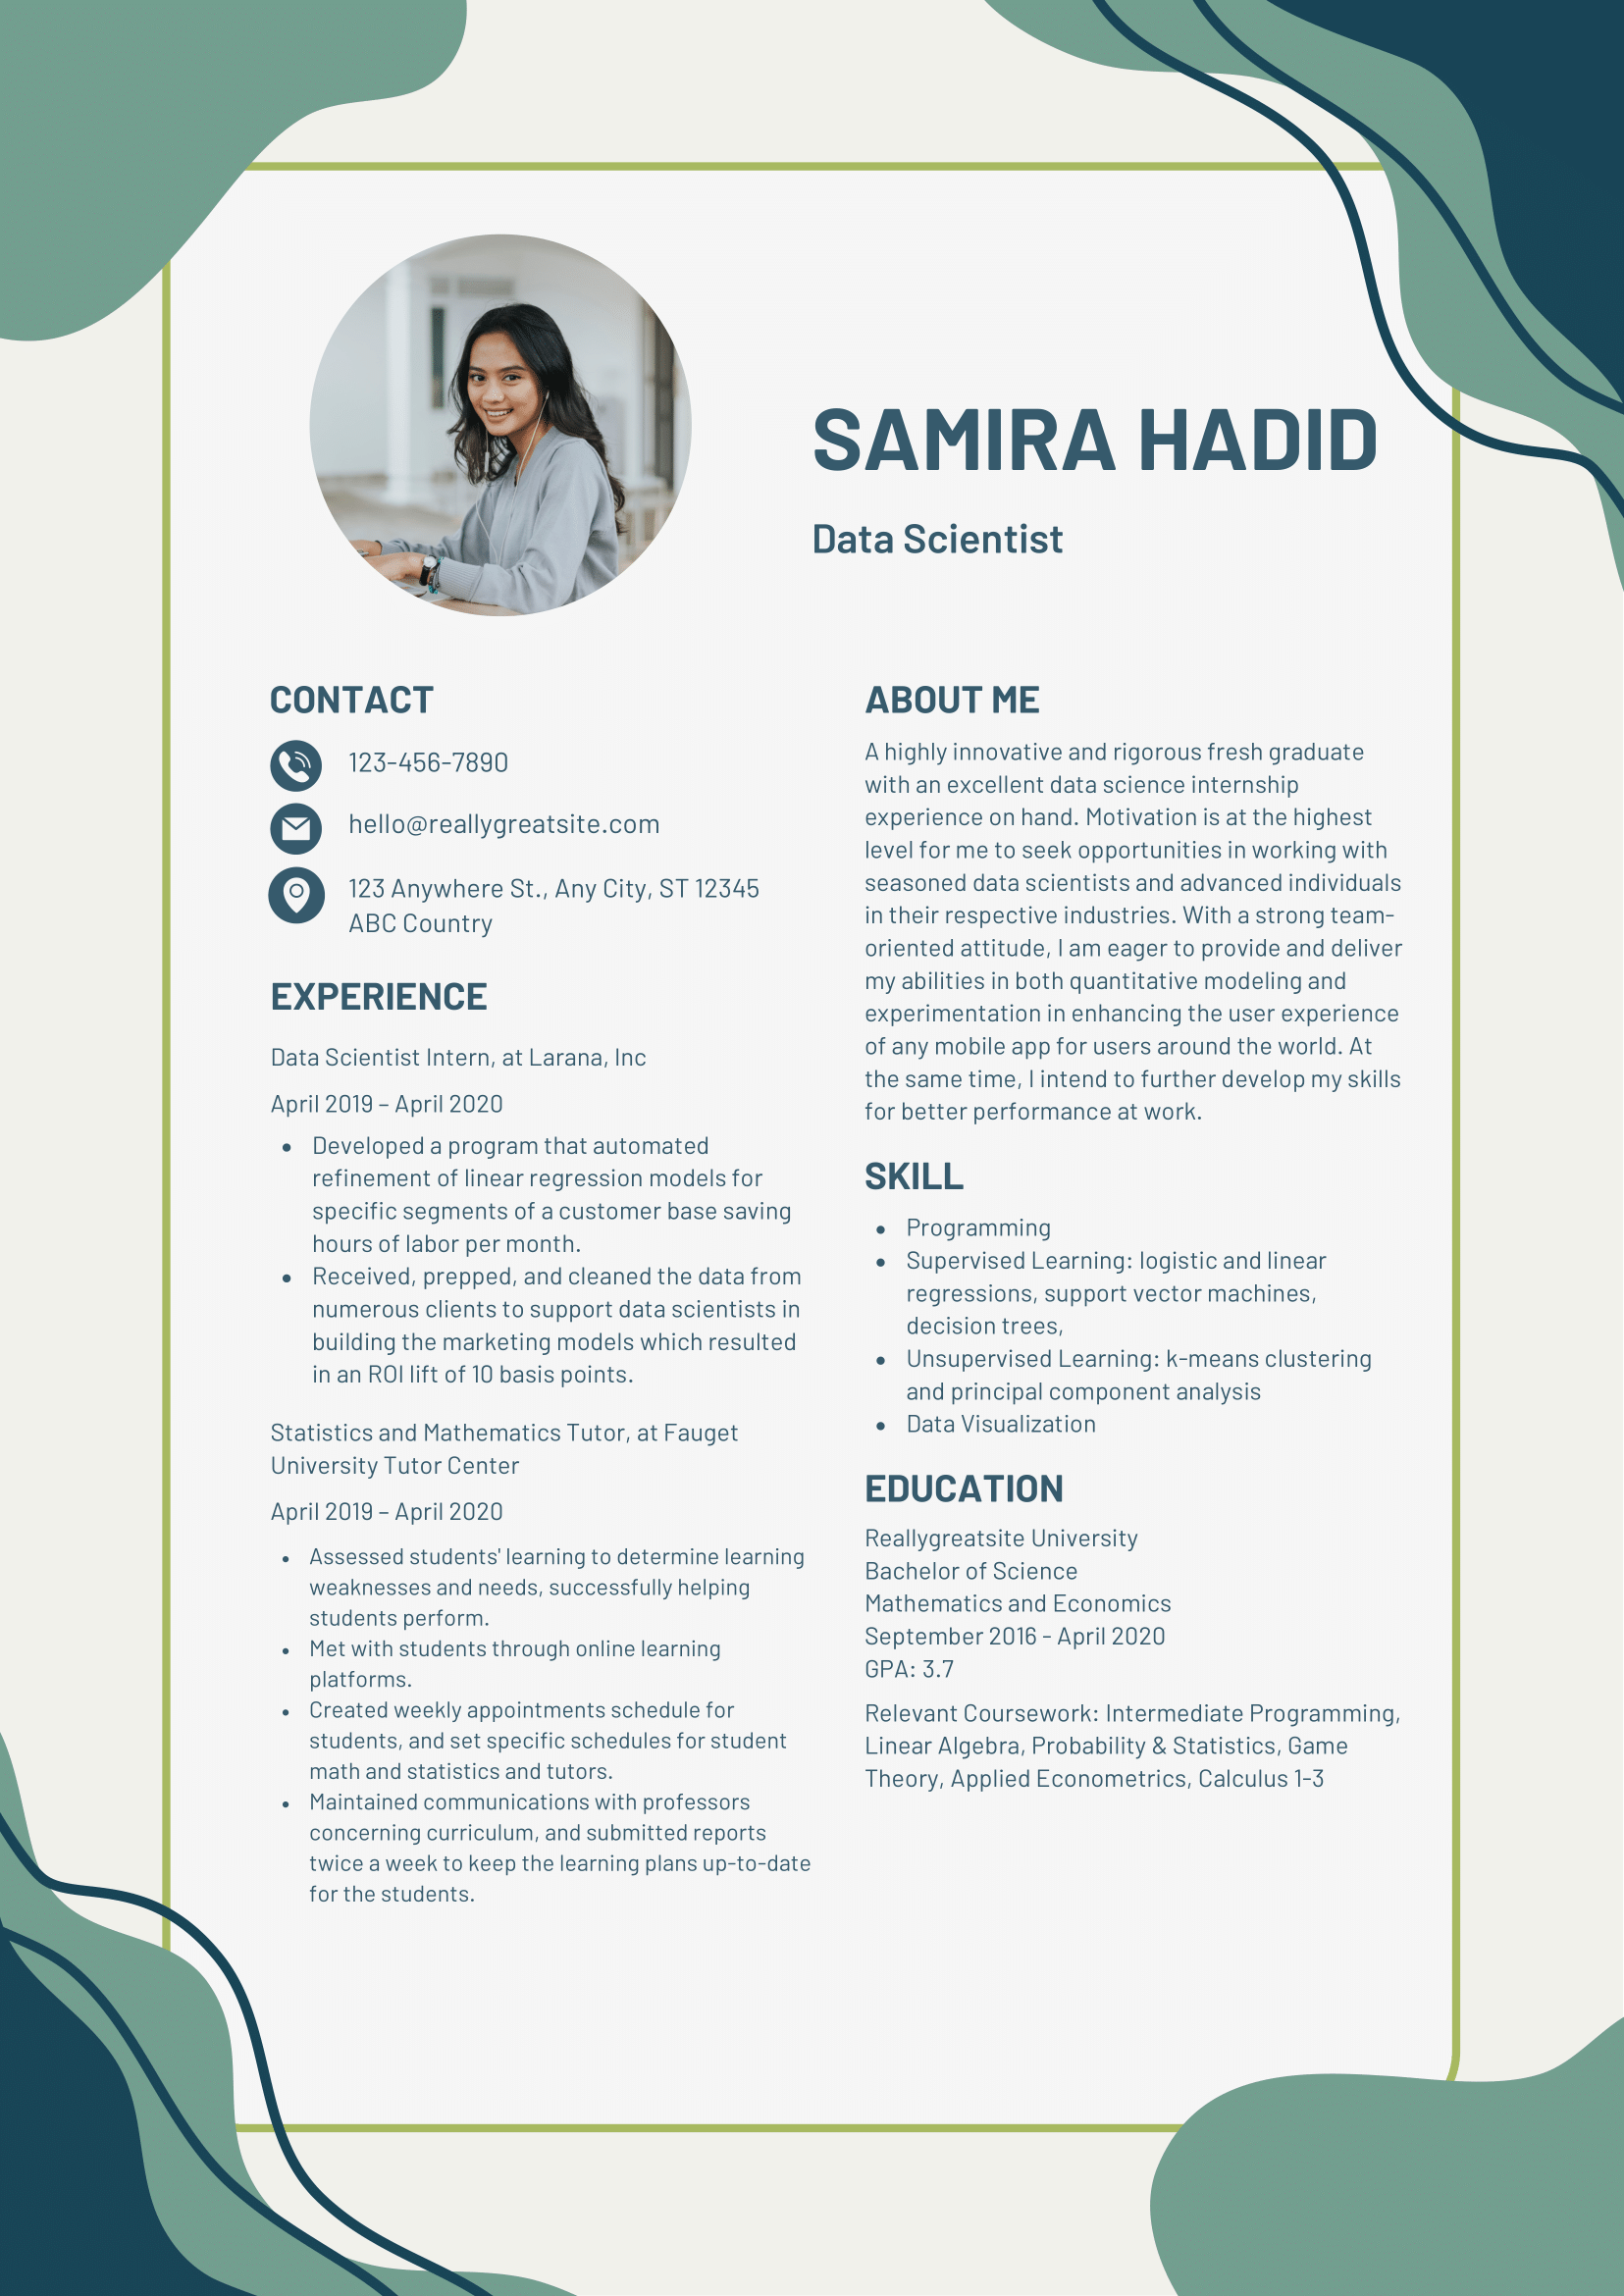 SAMIRA HADID
Data Scientist
CONTACT
123-456-7890
hello@reallygreatsite.com
123 Anywhere St., Any City, ST 12345
ABC Country
EXPERIENCE
Data Scientist Intern, at Larana, Inc
April 2019 – April 2020
• Developed a program that automated
refinement of linear regression models for
specific segments of a customer base saving
hours of labor per month.
• Received, prepped, and cleaned the data from
numerous clients to support data scientists in
building the marketing models which resulted
in an ROI lift of 10 basis points.
Statistics and Mathematics Tutor, at Fauget
University Tutor Center
April 2019 – April 2020
• Assessed students' learning to determine learning
weaknesses and needs, successfully helping
students perform.
• Met with students through online learning
platforms.
• Created weekly appointments schedule for
students, and set specific schedules for student
math and statistics and tutors.
• Maintained communications with professors
concerning curriculum, and submitted reports
twice a week to keep the learning plans up-to-date
for the students.
ABOUT ME
A highly innovative and rigorous fresh graduate
with an excellent data science internship
experience on hand. Motivation is at the highest
level for me to seek opportunities in working with
seasoned data scientists and advanced individuals
in their respective industries. With a strong team-
oriented attitude, I am eager to provide and deliver
my abilities in both quantitative modeling and
experimentation in enhancing the user experience
of any mobile app for users around the world. At
the same time, I intend to further develop my skills
for better performance at work.
SKILL
• Programming
• Supervised Learning: logistic and linear
regressions, support vector machines,
decision trees,
• Unsupervised Learning: k-means clustering
and principal component analysis
• Data Visualization
EDUCATION
Reallygreatsite University
Bachelor of Science
Mathematics and Economics
September 2016 - April 2020
GPA: 3.7
Relevant Coursework: Intermediate Programming,
Linear Algebra, Probability & Statistics, Game
Theory, Applied Econometrics, Calculus 1-3